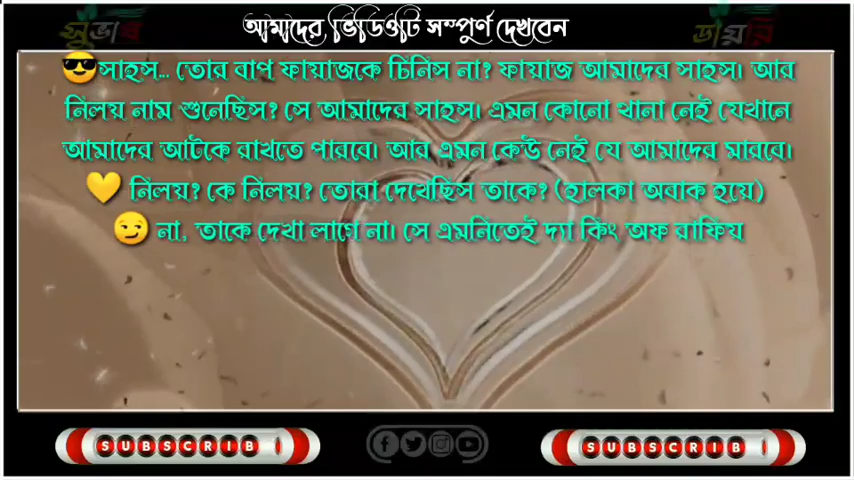 আমাদের ভিডিওটি সম্পুর্ণ দেখবেন
সুভার ডায়রি
😎সাহস... তোর বাপ ফায়াজকে চিনিস না? ফায়াজ আমাদের সাহস। আর
নিলয় নাম শুনেছিস? সে আমাদের সাহস। এমন কোনো থানা নেই যেখানে
আমাদের আটকে রাখতে পারবে। আর এমন কেউ নেই যে আমাদের মারবে।
💛 নিলয়? কে নিলয়? তোরা দেখেছিস তাকে? (হালকা অবাক হয়ে)
😏 না, তাকে দেখা লাগে না। সে এমনিতেই দ্যা কিং অফ রাফিয়
SUBSCRIB SUBSCRIB